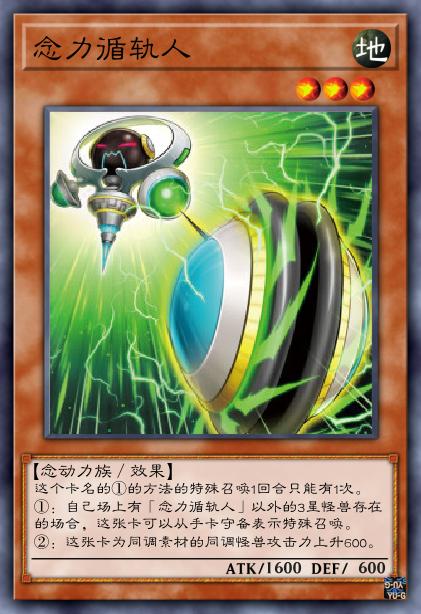 念力循轨人
地
【念动力族/效果】
这个卡名的①的方法的特殊召唤1回合只能有1次。
①：自己场上有「念力循轨人」以外的3星怪兽存在
的场合，这张卡可以从手卡守备表示特殊召唤。
②：这张卡为同调素材的同调怪兽攻击力上升600。
ATK/1600 DEF/ 600